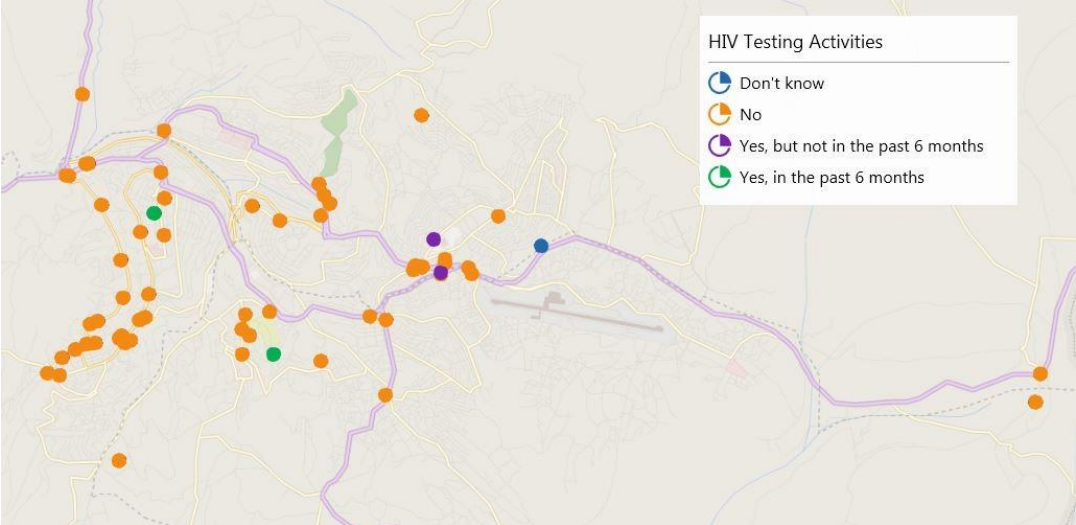 HIV Testing Activities
Don't know
No
Yes, but not in the past 6 months
Yes, in the past 6 months